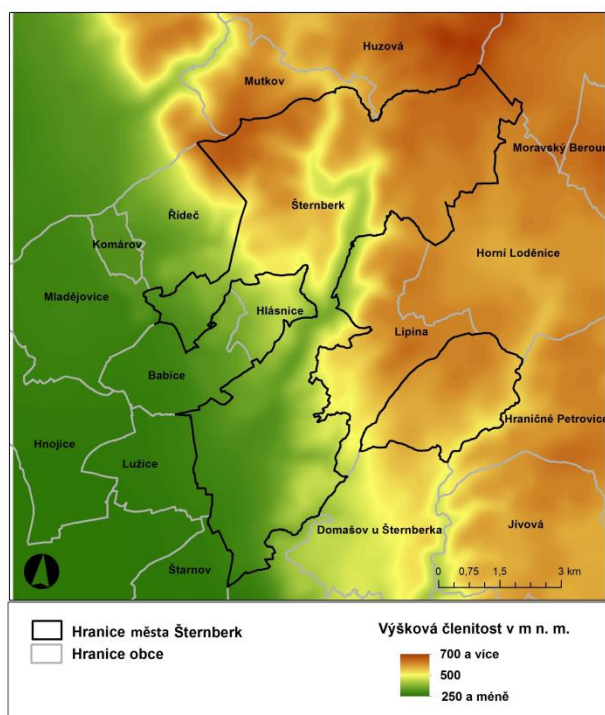 Huzová
Mutkov
Moravský Beroun
Řídeč
Šternberk
Komárov
Horní Loděnice
Mladějovice
Hlásnice
Lipina
Babice
Hraničné Petrovice
Hnojice
Lužice
Domašov u Šternberka
Jívová
Štarnov
0 0,75 1,5 3 km
Hranice města Šternberk
Hranice obce
Výšková členitost v m n. m.
700 a více
500
250 a méně